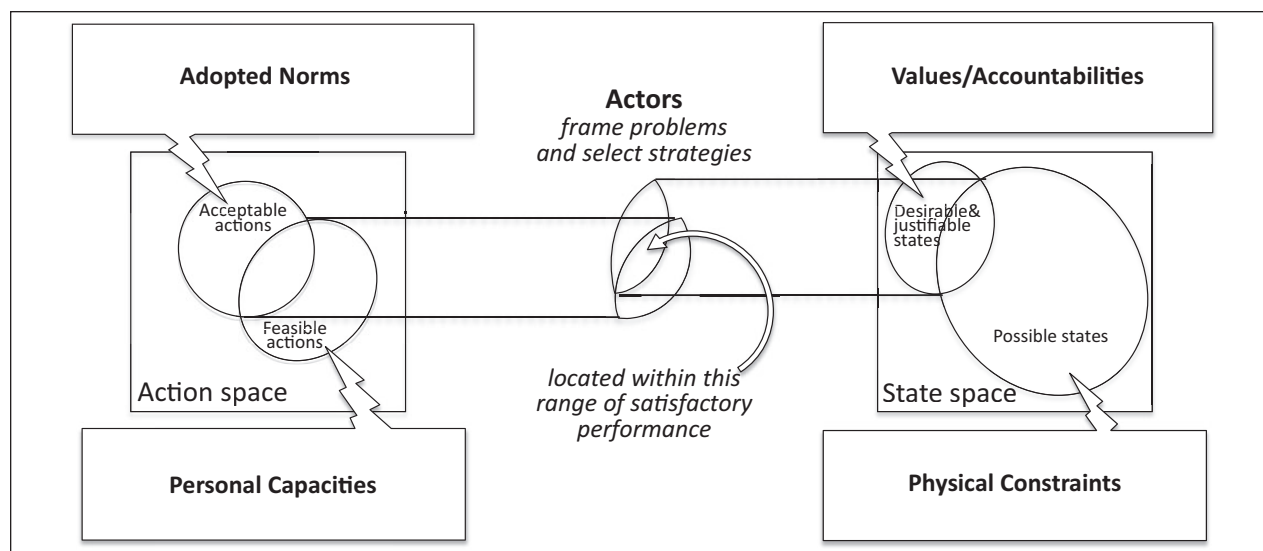 Adopted Norms
Values/Accountabilities
Actors
frame problems
and select strategies
Acceptable
actions
Feasible
actions
Action space
Desirable&
justifiable
states
Possible states
State space
located within this
range of satisfactory
performance
Personal Capacities
Physical Constraints